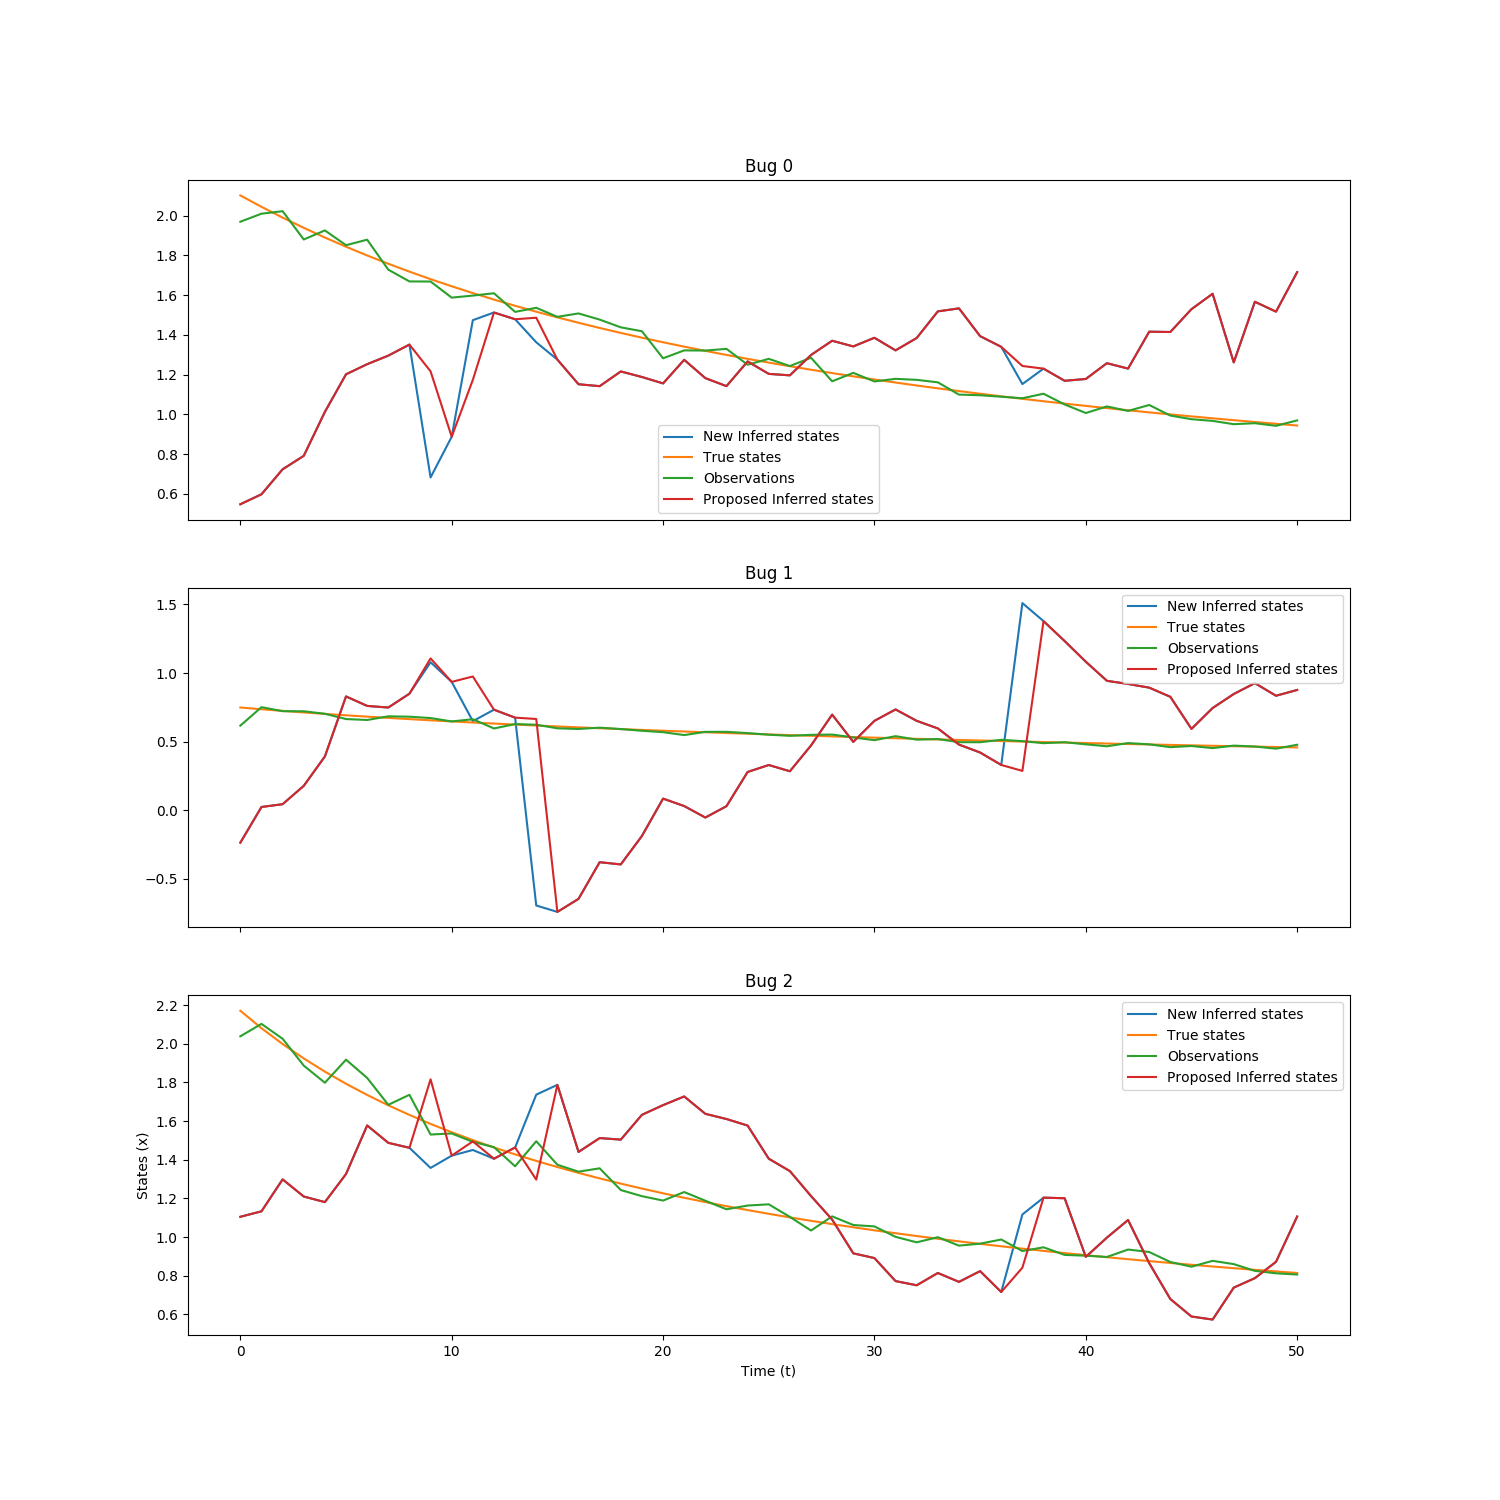 Bug 0
2.0
1.8
1.6
1.4
1.2
1.0
0.8
0.6
New Inferred states
True states
Observations
Proposed Inferred states
Bug 1
1.5
1.0
0.5
0.0
−0.5
New Inferred states
True states
Observations
Proposed Inferred states
Bug 2
States (x)
2.2
2.0
1.8
1.6
1.4
1.2
1.0
0.8
0.6
New Inferred states
True states
Observations
Proposed Inferred states
0 10 20 30 40 50
Time (t)